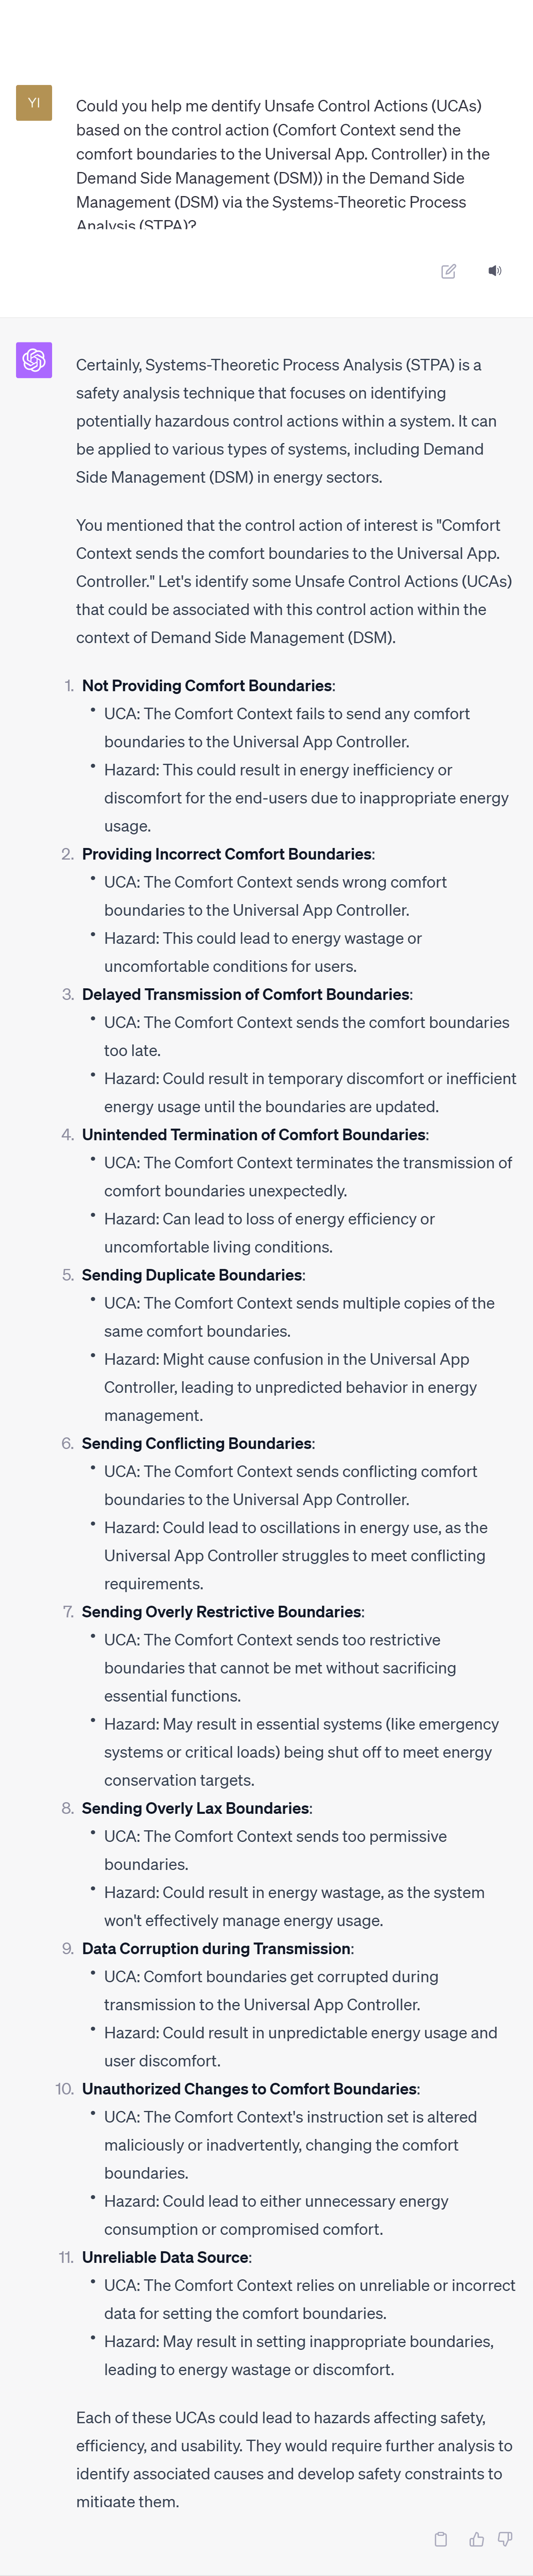 YI
Could you help me dentify Unsafe Control Actions (UCAs)
based on the control action (Comfort Context send the
comfort boundaries to the Universal App. Controller) in the
Demand Side Management (DSM)) in the Demand Side
Management (DSM) via the Systems-Theoretic Process
Analysis (STPA)?
Certainly, Systems-Theoretic Process Analysis (STPA) is a
safety analysis technique that focuses on identifying
potentially hazardous control actions within a system. It can
be applied to various types of systems, including Demand
Side Management (DSM) in energy sectors.
You mentioned that the control action of interest is "Comfort
Context sends the comfort boundaries to the Universal App.
Controller." Let's identify some Unsafe Control Actions (UCAs)
that could be associated with this control action within the
context of Demand Side Management (DSM).
1. Not Providing Comfort Boundaries:
• UCA: The Comfort Context fails to send any comfort
boundaries to the Universal App Controller.
• Hazard: This could result in energy inefficiency or
discomfort for the end-users due to inappropriate energy
usage.
2. Providing Incorrect Comfort Boundaries:
• UCA: The Comfort Context sends wrong comfort
boundaries to the Universal App Controller.
• Hazard: This could lead to energy wastage or
uncomfortable conditions for users.
3. Delayed Transmission of Comfort Boundaries:
• UCA: The Comfort Context sends the comfort boundaries
too late.
• Hazard: Could result in temporary discomfort or inefficient
energy usage until the boundaries are updated.
4. Unintended Termination of Comfort Boundaries:
• UCA: The Comfort Context terminates the transmission of
comfort boundaries unexpectedly.
• Hazard: Can lead to loss of energy efficiency or
uncomfortable living conditions.
5. Sending Duplicate Boundaries:
• UCA: The Comfort Context sends multiple copies of the
same comfort boundaries.
• Hazard: Might cause confusion in the Universal App
Controller, leading to unpredicted behavior in energy
management.
6. Sending Conflicting Boundaries:
• UCA: The Comfort Context sends conflicting comfort
boundaries to the Universal App Controller.
• Hazard: Could lead to oscillations in energy use, as the
Universal App Controller struggles to meet conflicting
requirements.
7. Sending Overly Restrictive Boundaries:
• UCA: The Comfort Context sends too restrictive
boundaries that cannot be met without sacrificing
essential functions.
• Hazard: May result in essential systems (like emergency
systems or critical loads) being shut off to meet energy
conservation targets.
8. Sending Overly Lax Boundaries:
• UCA: The Comfort Context sends too permissive
boundaries.
• Hazard: Could result in energy wastage, as the system
won't effectively manage energy usage.
9. Data Corruption during Transmission:
• UCA: Comfort boundaries get corrupted during
transmission to the Universal App Controller.
• Hazard: Could result in unpredictable energy usage and
user discomfort.
10. Unauthorized Changes to Comfort Boundaries:
• UCA: The Comfort Context's instruction set is altered
maliciously or inadvertently, changing the comfort
boundaries.
• Hazard: Could lead to either unnecessary energy
consumption or compromised comfort.
11. Unreliable Data Source:
• UCA: The Comfort Context relies on unreliable or incorrect
data for setting the comfort boundaries.
• Hazard: May result in setting inappropriate boundaries,
leading to energy wastage or discomfort.
Each of these UCAs could lead to hazards affecting safety,
efficiency, and usability. They would require further analysis to
identify associated causes and develop safety constraints to
mitigate them.